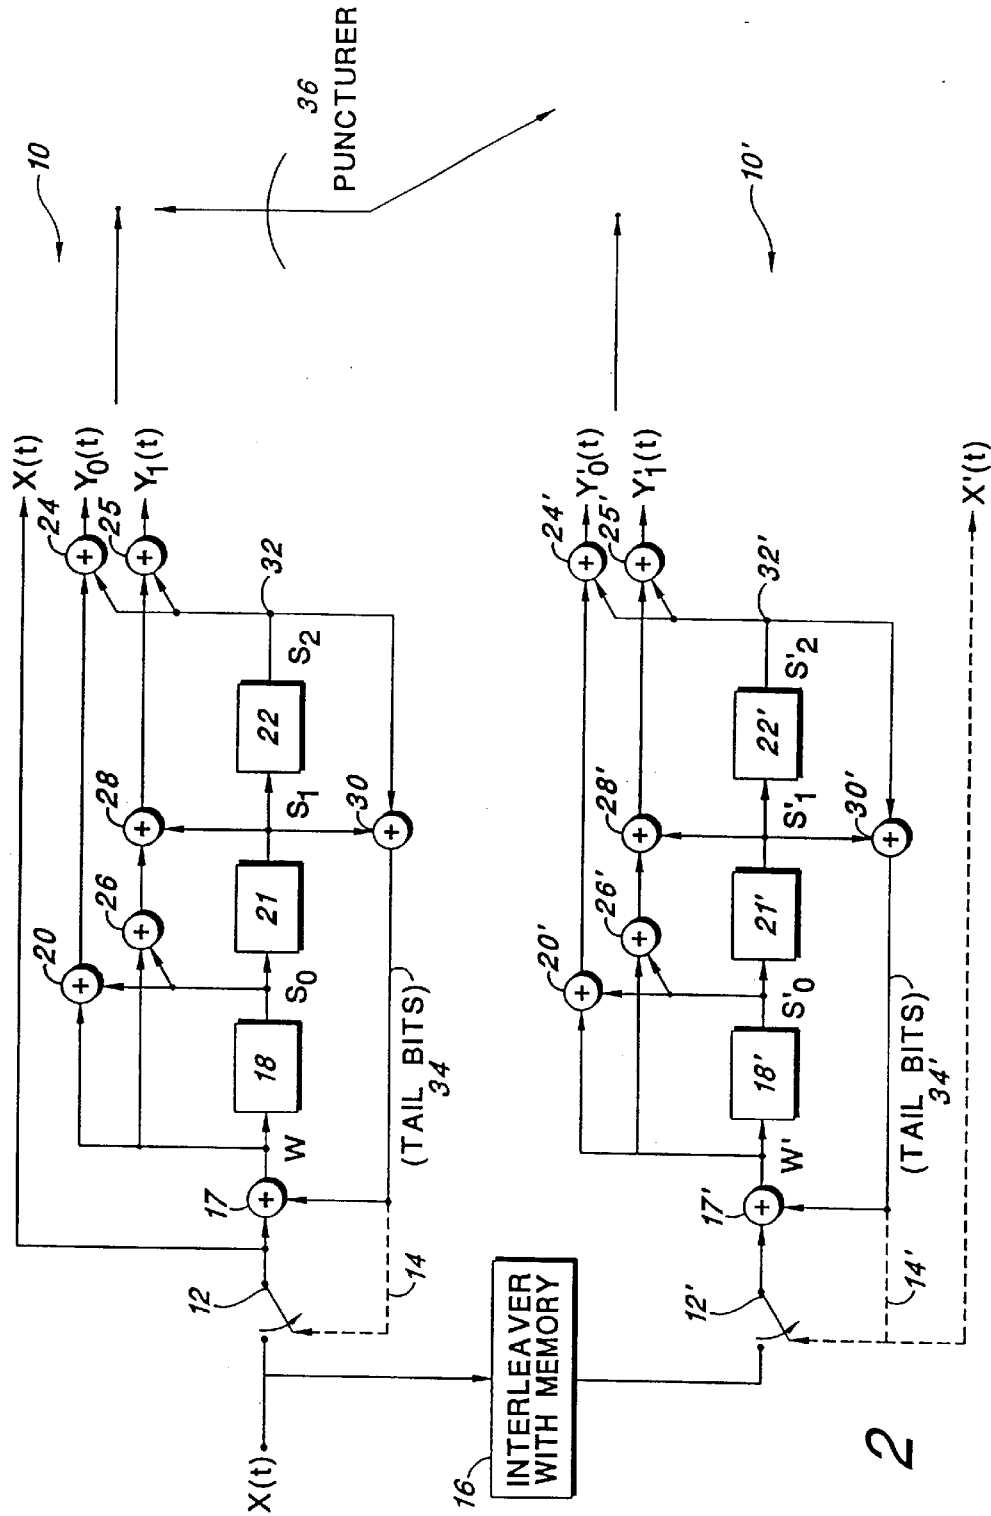 10
X(t)
24
Y0(t)
25
Y1(t)
36
PUNCTURER
20
26
28
32
S0
S1
S2
18
21
22
30
W
17
(TAIL BITS)
34
12
14
X(t)
16
INTERLEAVER
WITH MEMORY
10'
24'
Y'0(t)
25'
Y'1(t)
20'
26'
28'
32'
S'0
S'1
S'2
18'
21'
22'
30'
W'
17'
(TAIL BITS)
34'
12'
14'
X'(t)
2